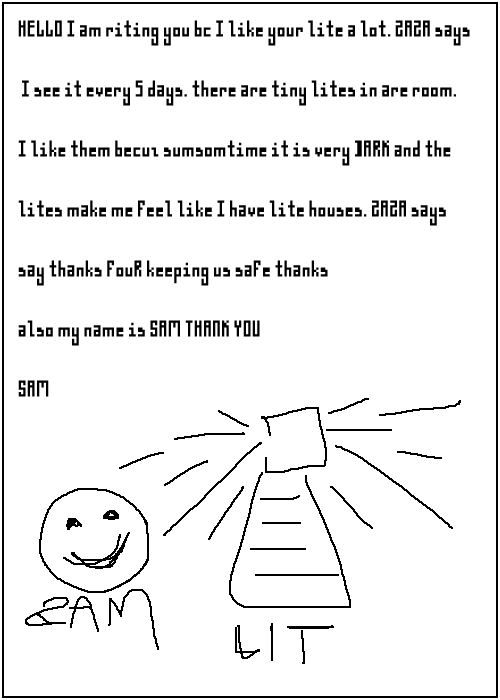 HELLO I am riting you bc I like your lite a lot. ZAZA says
I see it every 5 days. there are tiny lites in are room.
I like them becuz sumsomtime it is very DARK and the
lites make me feel like I have lite houses. ZAZA says
say thanks FouR keeping us safe thanks
also my name is SAM THANK YOU
SAM
SAM
LIT